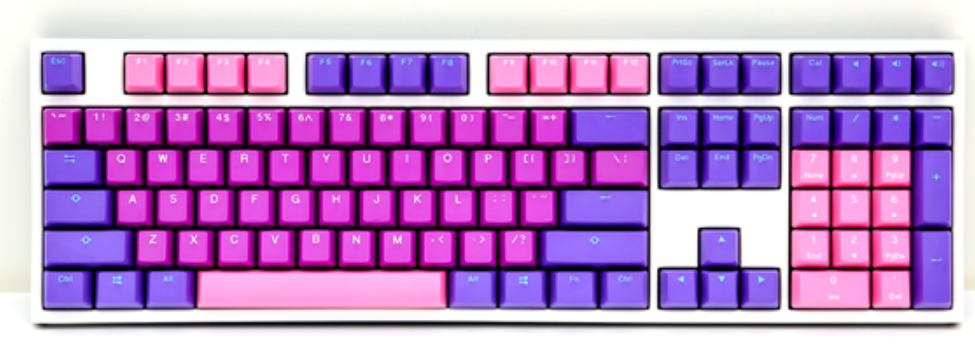 Esc F1 F2 F3 F4 F5 F6 F7 F8 F9 F10 F11 F12 PrtSc ScrLk Pause Cal
1! 2@ 3# 4$ 5% 6^ 7& 8* 9( 0) -_ =+ Ins Home PgUp Num / * -
Q W E R T Y U I O P [{ ]} \| Del End PgDn 7 Home 8 9 PgUp +
A S D F G H J K L ;: '" 4 5 6
Z X C V B N M ,< .> /? 1 End 2 3 PgDn
Ctrl Alt Alt Fn Ctrl 0 Ins . Del